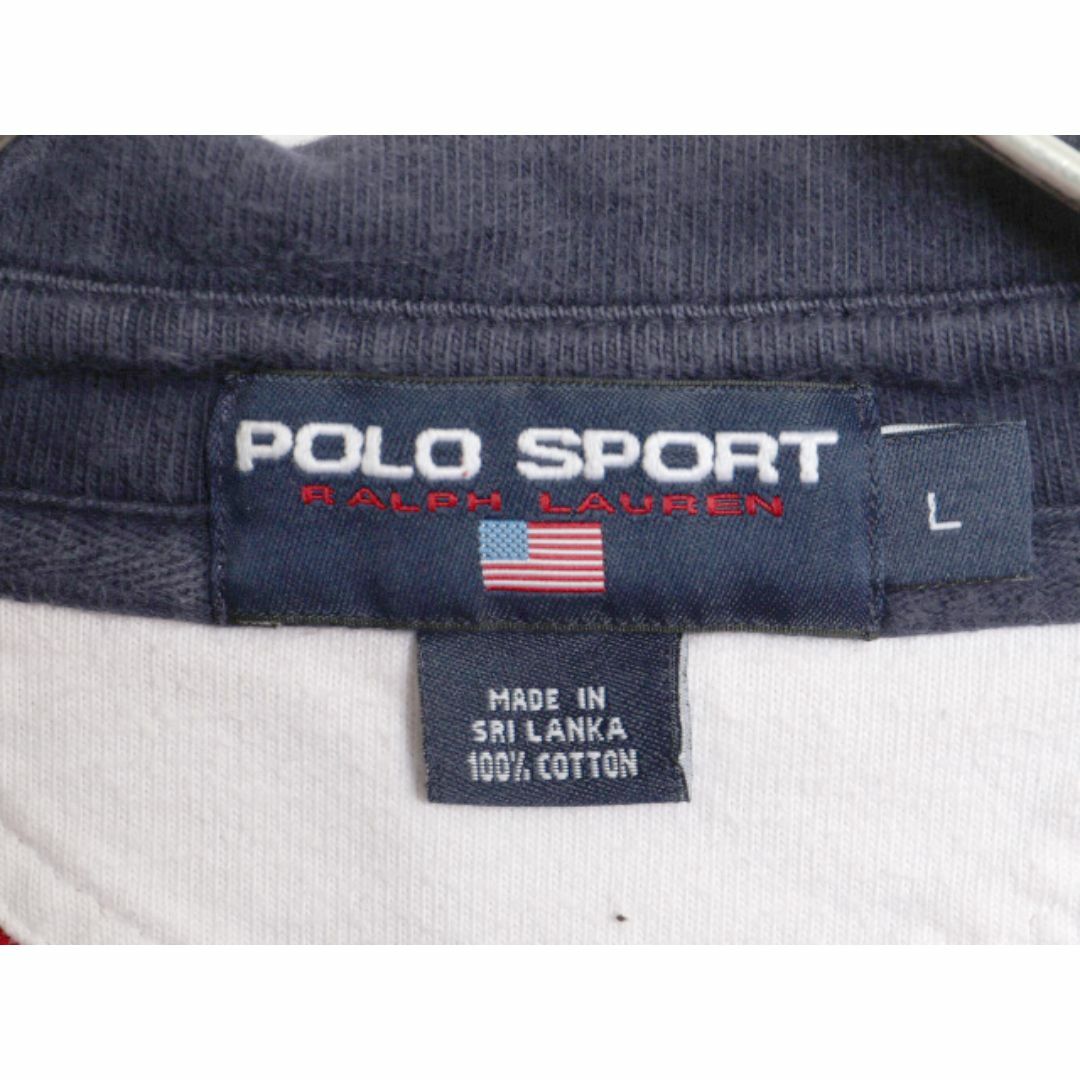 POLO SPORT
RALPH LAUREN
L
MADE IN
SRI LANKA
100% COTTON